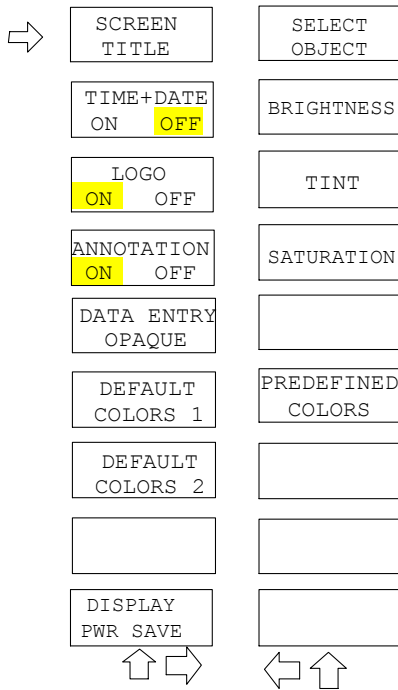 SCREEN
TITLE
TIME+DATE
ON OFF
LOGO
ON OFF
ANNOTATION
ON OFF
DATA ENTRY
OPAQUE
DEFAULT
COLORS 1
DEFAULT
COLORS 2
DISPLAY
PWR SAVE
SELECT
OBJECT
BRIGHTNESS
TINT
SATURATION
PREDEFINED
COLORS